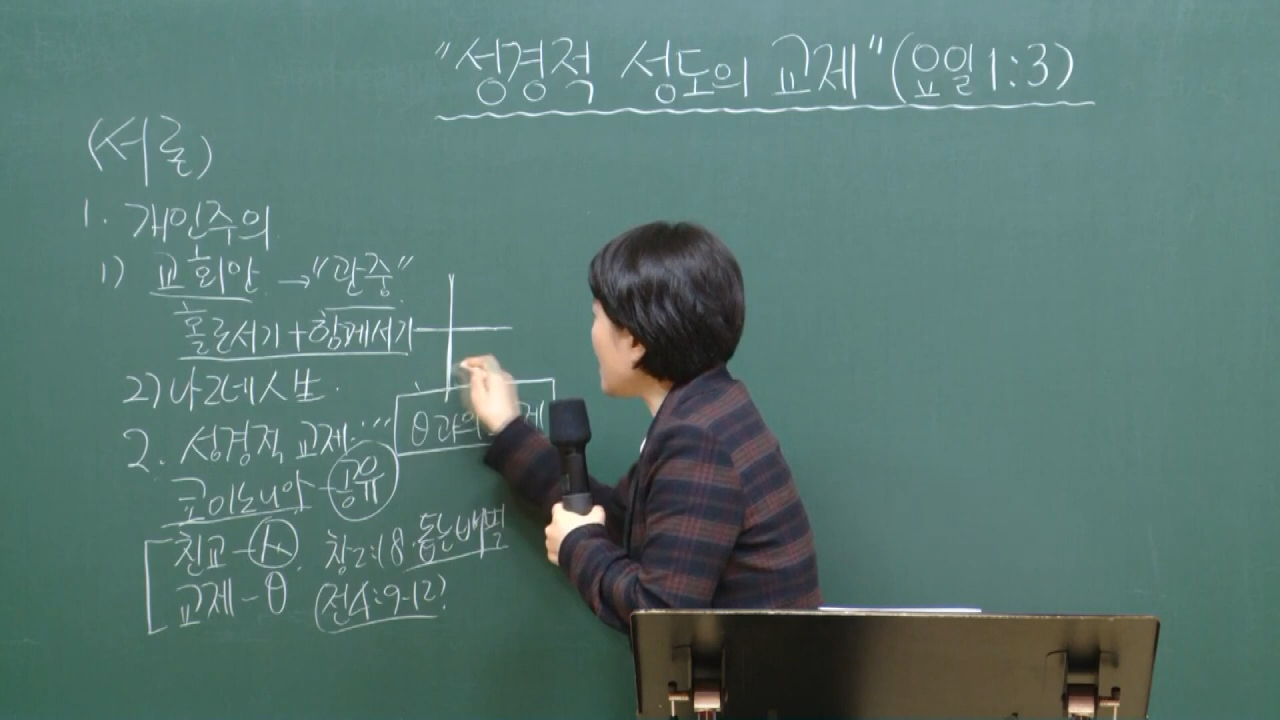 "성경적 성도의 교제" (요일1:3)
(서론)
1. 개인주의
1) 교회안 → "관중"
홀로서기+함께서기
2) 나그네人生.
2. 성경적 교제.
θ과의
코이노니아 - 공유
친교 - 人 창2:18. 돕는배필
교제 - θ (전4:9-12)